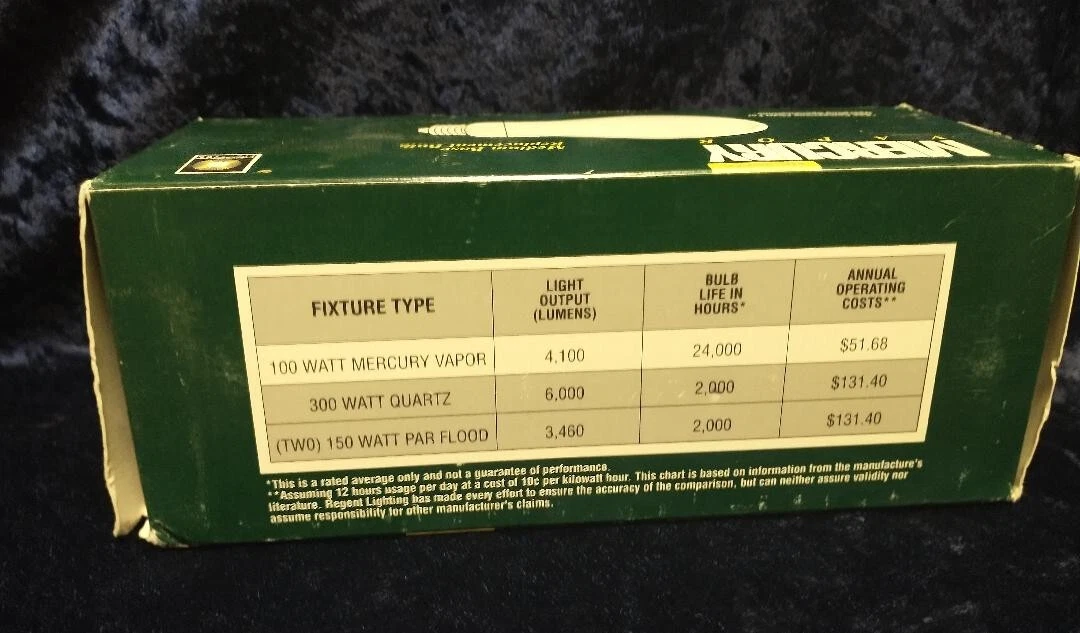 Medium Base
Replacement Bulb
MERCURY
VAPOR
FIXTURE TYPE
LIGHT
OUTPUT
(LUMENS)
BULB
LIFE IN
HOURS*
ANNUAL
OPERATING
COSTS**
100 WATT MERCURY VAPOR 4,100 24,000 $51.68
300 WATT QUARTZ 6,000 2,000 $131.40
(TWO) 150 WATT PAR FLOOD 3,460 2,000 $131.40
*This is a rated average only and not a guarantee of performance.
**Assuming 12 hours usage per day at a cost of 10¢ per kilowatt hour. This chart is based on information from the manufacture's
literature. Regent Lighting has made every effort to ensure the accuracy of the comparison, but can neither assure validity nor
assume responsibility for other manufacturer's claims.